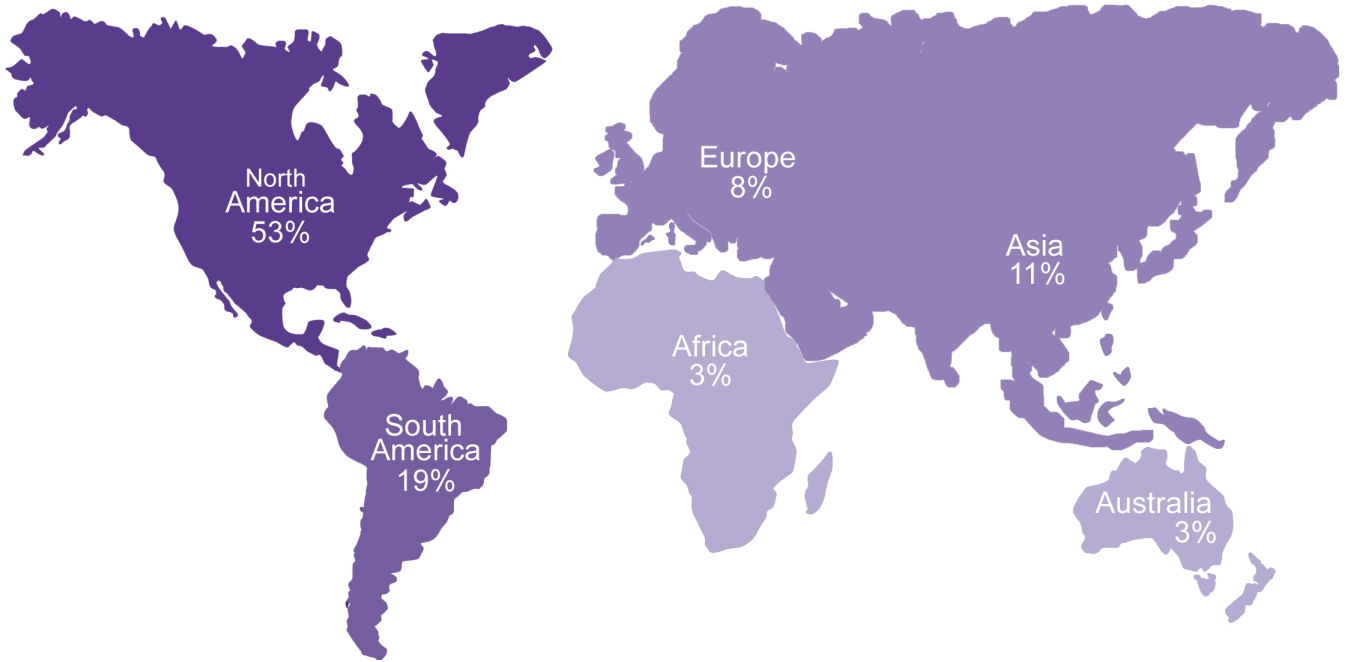 North
America
53%
South
America
19%
Europe
8%
Asia
11%
Africa
3%
Australia
3%